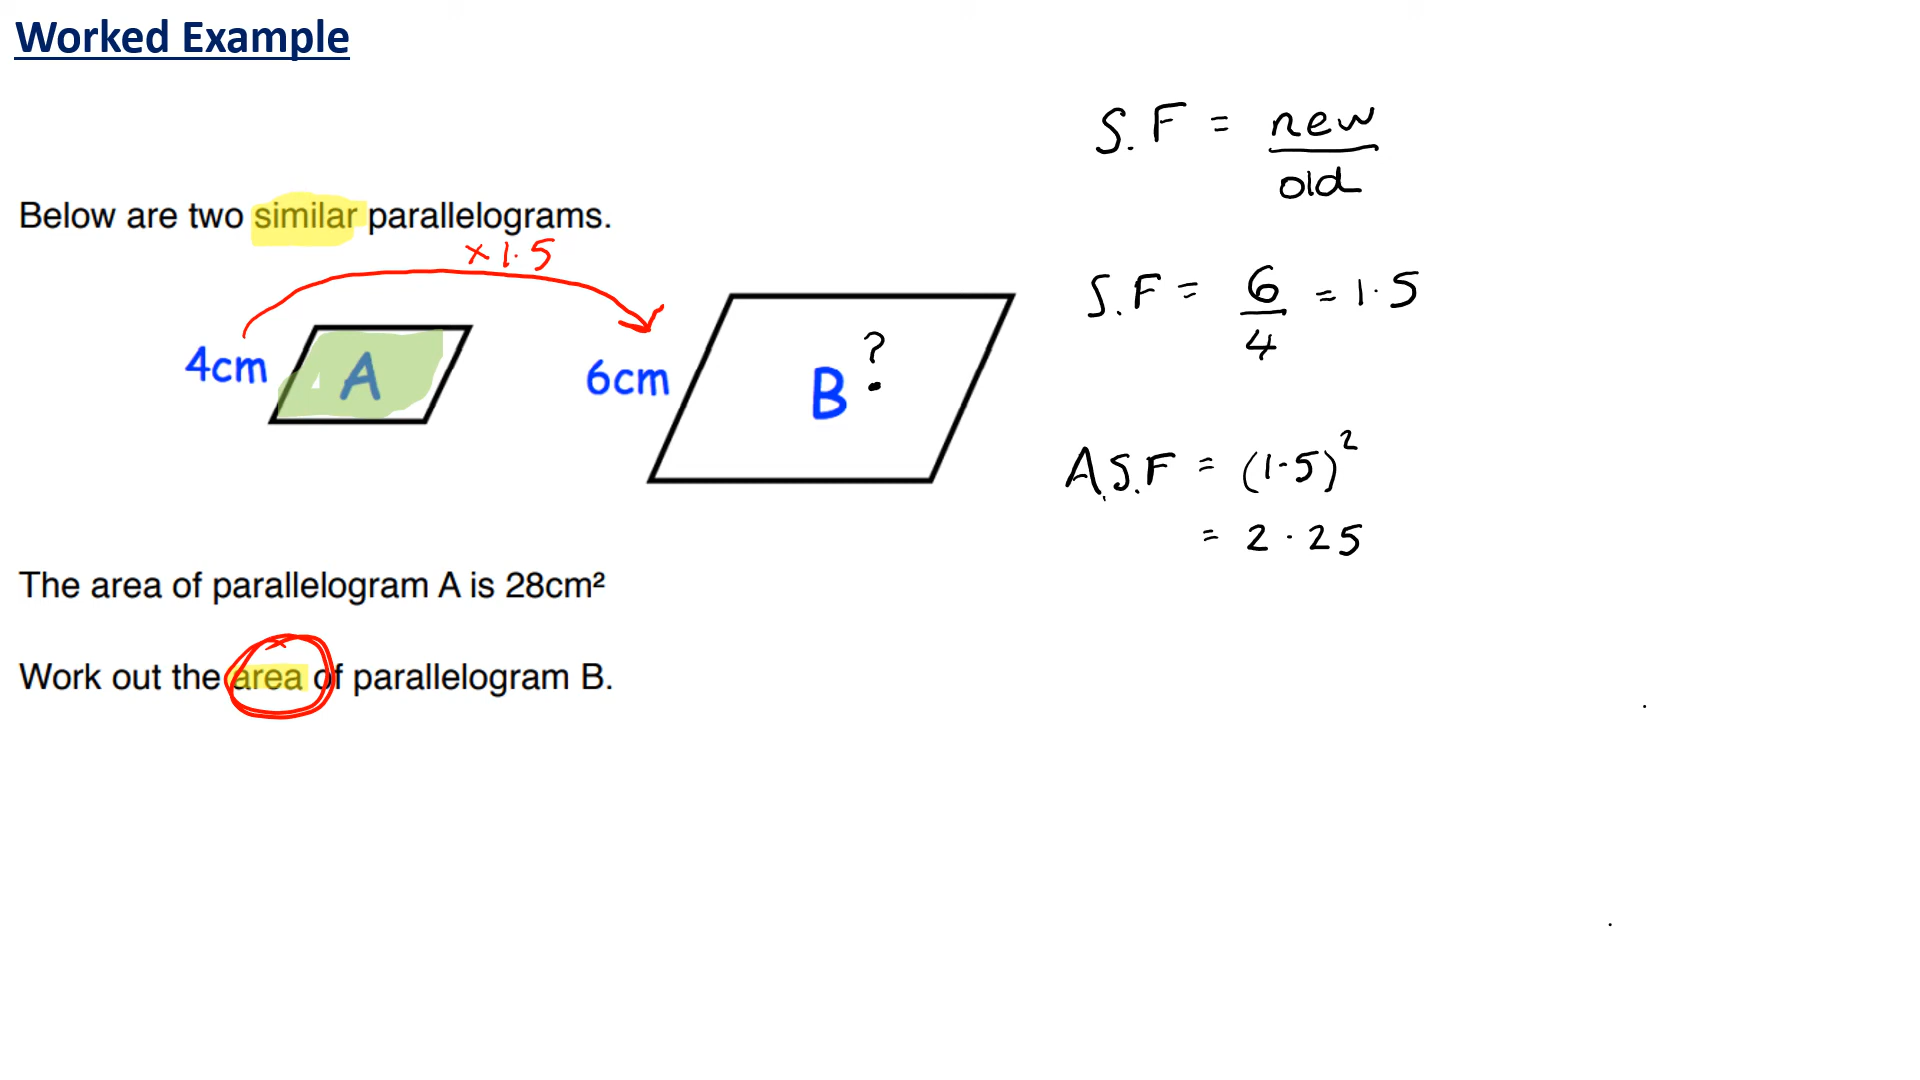 Worked Example
Below are two similar parallelograms.
×1.5
4cm
A
6cm
B
?
The area of parallelogram A is 28cm²
Work out the area of parallelogram B.
S.F = new/old
S.F = 6/4 = 1.5
A.S.F = (1.5)²
= 2.25